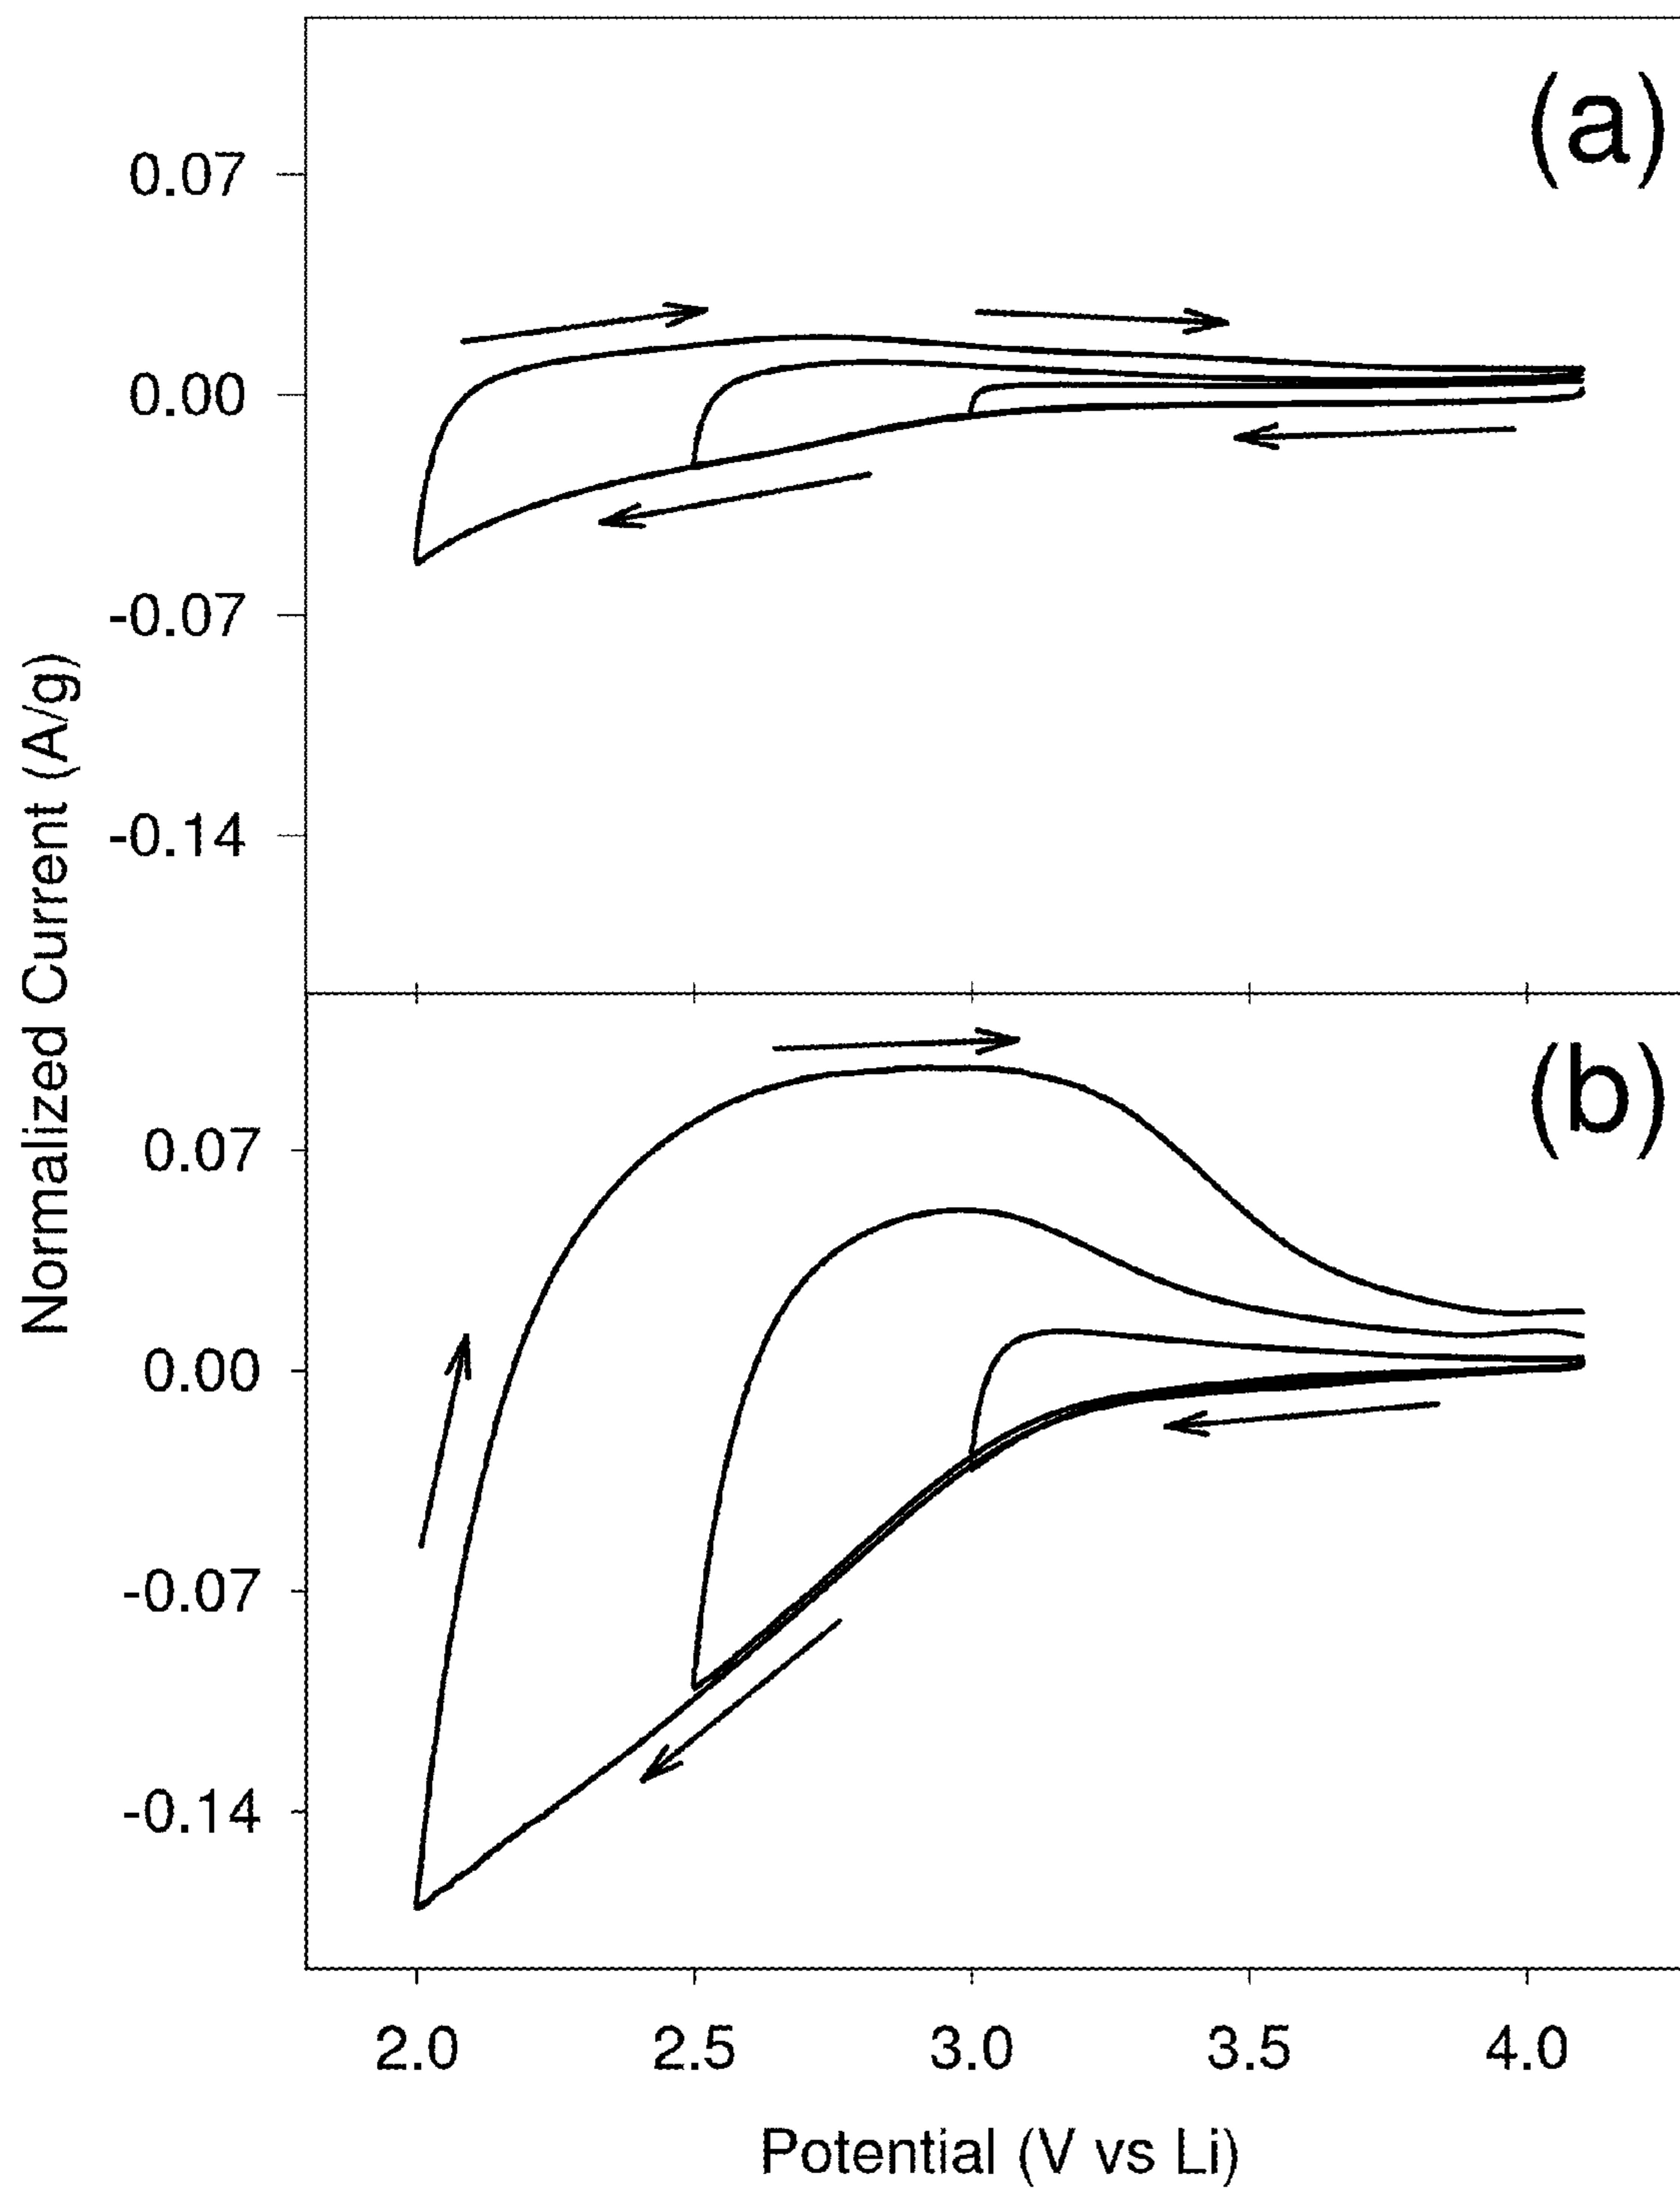 (a)
0.07
0.00
-0.07
-0.14
Normalized Current (A/g)
(b)
0.07
0.00
-0.07
-0.14
2.0 2.5 3.0 3.5 4.0
Potential (V vs Li)